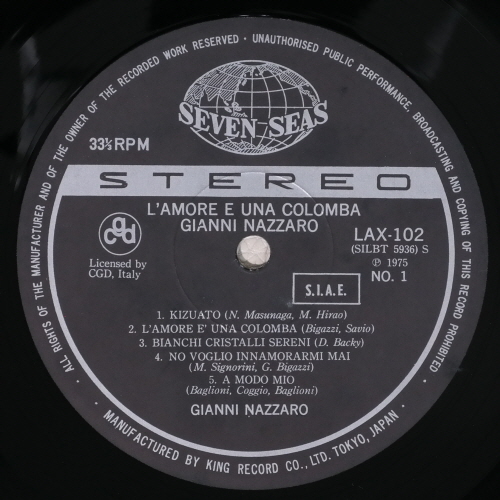 ALL RIGHTS OF THE MANUFACTURER AND OF THE OWNER OF THE RECORDED WORK RESERVED · UNAUTHORISED PUBLIC PERFORMANCE, BROADCASTING AND COPYING OF THIS RECORD PROHIBITED
SEVEN SEAS
33⅓RPM
STEREO
L'AMORE E UNA COLOMBA
GIANNI NAZZARO
cgd
LAX-102
(SILBT 5936) S
Ⓟ 1975
NO. 1
Licensed by
CGD, Italy
S.I.A.E.
1. KIZUATO (N. Masunaga, M. Hirao)
2. L'AMORE E' UNA COLOMBA (Bigazzi, Savio)
3. BIANCHI CRISTALLI SERENI (D. Backy)
4. NO VOGLIO INNAMORARMI MAI
(M. Signorini, G. Bigazzi)
5. A MODO MIO
(Baglioni, Coggio, Baglioni)
GIANNI NAZZARO
MANUFACTURED BY KING RECORD CO., LTD. TOKYO, JAPAN